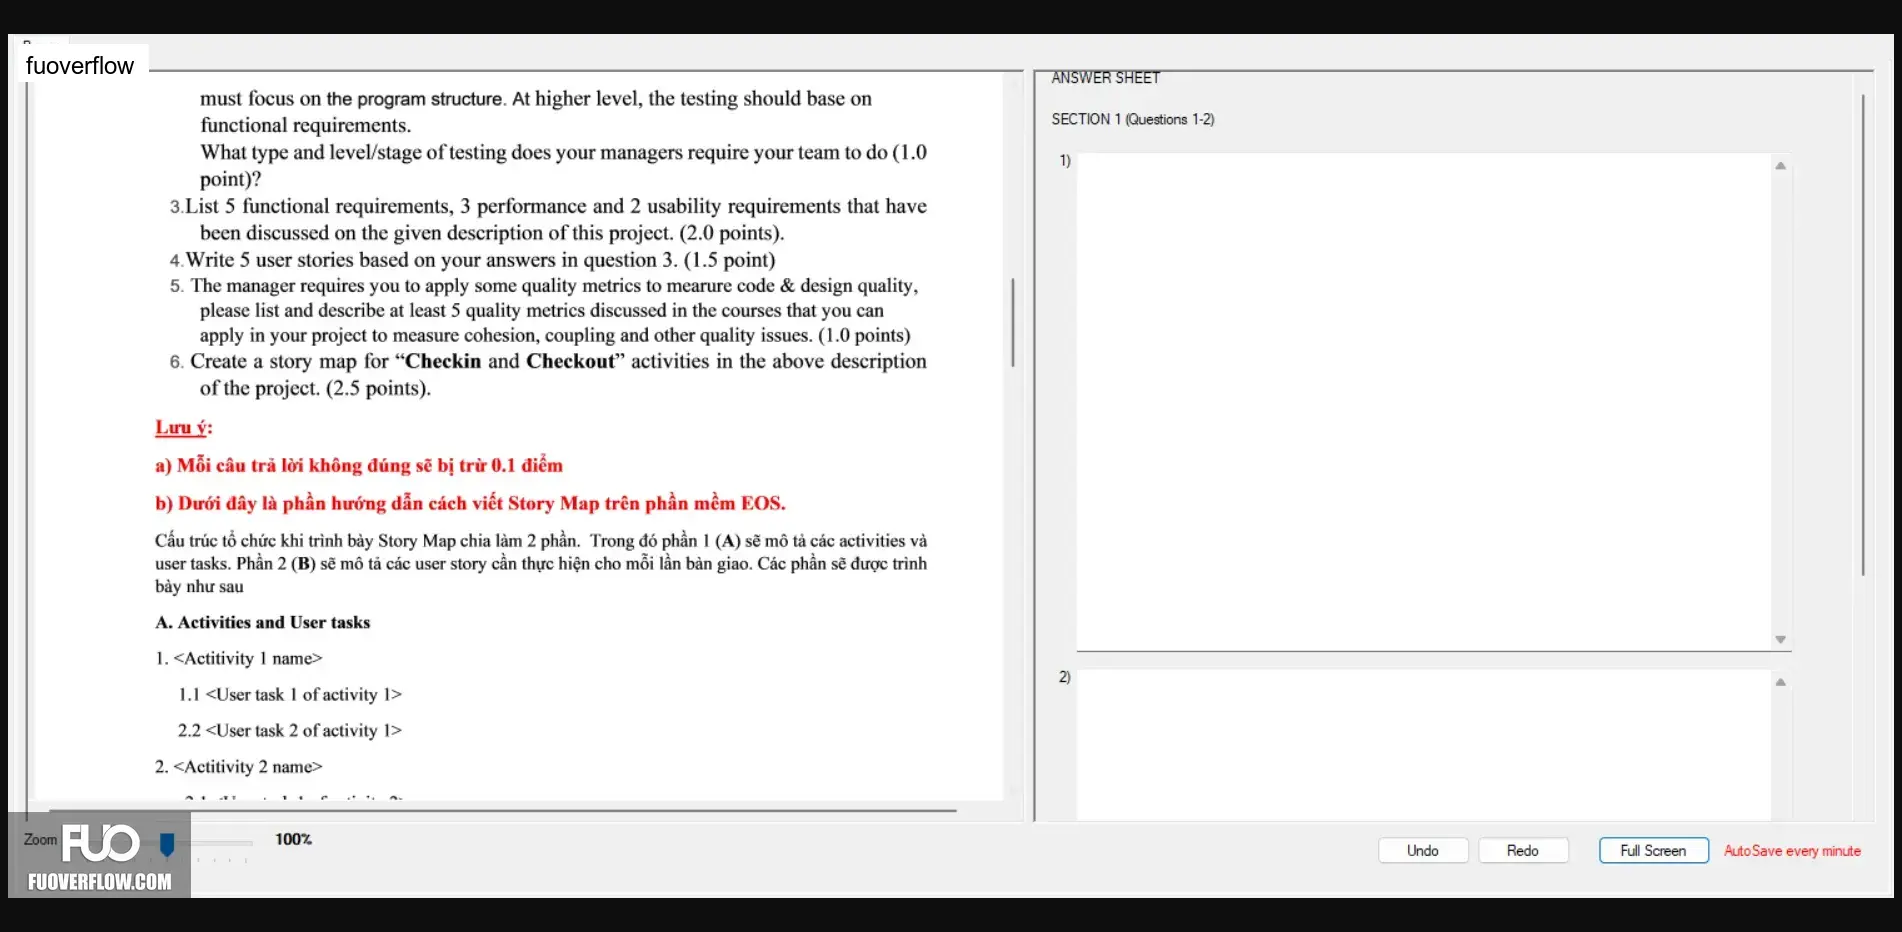 fuoverflow
must focus on the program structure. At higher level, the testing should base on
functional requirements.
What type and level/stage of testing does your managers require your team to do (1.0
point)?
3.List 5 functional requirements, 3 performance and 2 usability requirements that have
been discussed on the given description of this project. (2.0 points).
4.Write 5 user stories based on your answers in question 3. (1.5 point)
5. The manager requires you to apply some quality metrics to mearure code & design quality,
please list and describe at least 5 quality metrics discussed in the courses that you can
apply in your project to measure cohesion, coupling and other quality issues. (1.0 points)
6. Create a story map for “Checkin and Checkout” activities in the above description
of the project. (2.5 points).
Lưu ý:
a) Mỗi câu trả lời không đúng sẽ bị trừ 0.1 điểm
b) Dưới đây là phần hướng dẫn cách viết Story Map trên phần mềm EOS.
Cấu trúc tổ chức khi trình bày Story Map chia làm 2 phần. Trong đó phần 1 (A) sẽ mô tả các activities và
user tasks. Phần 2 (B) sẽ mô tả các user story cần thực hiện cho mỗi lần bàn giao. Các phần sẽ được trình
bày như sau
A. Activities and User tasks
1. <Actitivity 1 name>
1.1 <User task 1 of activity 1>
2.2 <User task 2 of activity 1>
2. <Actitivity 2 name>
ANSWER SHEET
SECTION 1 (Questions 1-2)
1)
2)
Zoom
100%
FUO
FUOVERFLOW.COM
Undo
Redo
Full Screen
AutoSave every minute